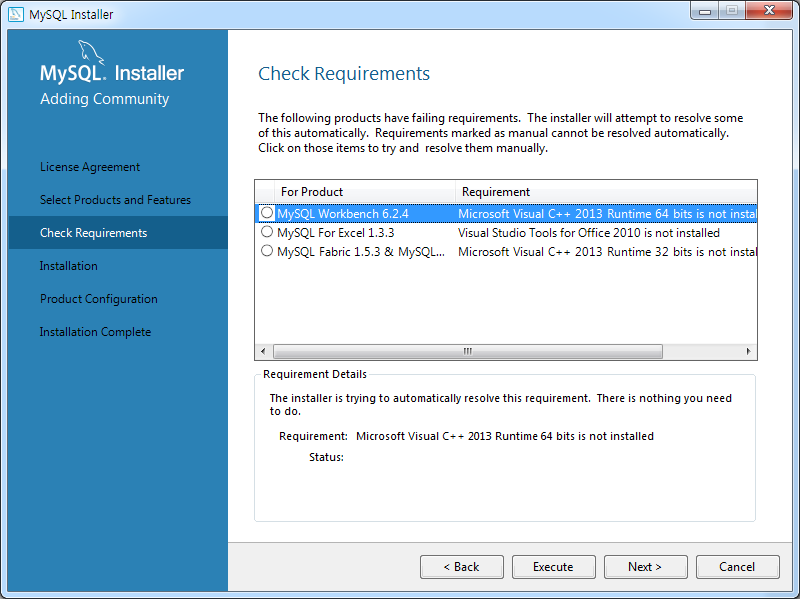 MySQL Installer
MySQL. Installer
Adding Community
License Agreement
Select Products and Features
Check Requirements
Installation
Product Configuration
Installation Complete
Check Requirements
The following products have failing requirements. The installer will attempt to resolve some
of this automatically. Requirements marked as manual cannot be resolved automatically.
Click on those items to try and resolve them manually.
For Product Requirement
MySQL Workbench 6.2.4 Microsoft Visual C++ 2013 Runtime 64 bits is not instal
MySQL For Excel 1.3.3 Visual Studio Tools for Office 2010 is not installed
MySQL Fabric 1.5.3 & MySQL... Microsoft Visual C++ 2013 Runtime 32 bits is not instal
Requirement Details
The installer is trying to automatically resolve this requirement. There is nothing you need
to do.
Requirement: Microsoft Visual C++ 2013 Runtime 64 bits is not installed
Status:
< Back Execute Next > Cancel